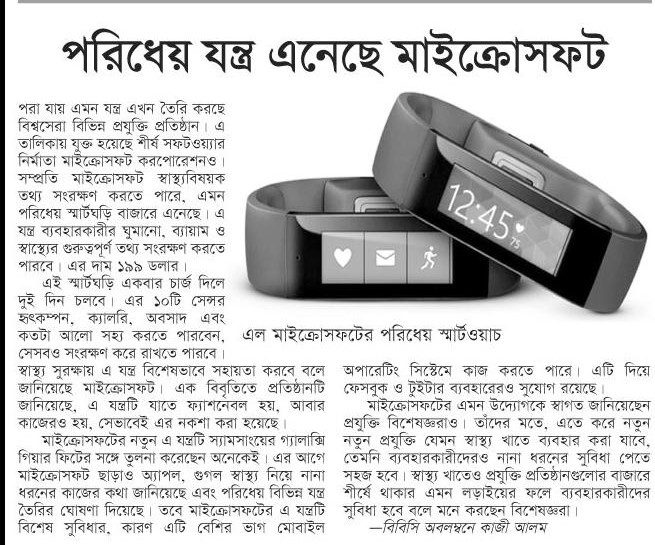 পরিধেয় যন্ত্র এনেছে মাইক্রোসফট
পরা যায় এমন যন্ত্র এখন তৈরি করছে
বিশ্বসেরা বিভিন্ন প্রযুক্তি প্রতিষ্ঠান। এ
তালিকায় যুক্ত হয়েছে শীর্ষ সফটওয়্যার
নির্মাতা মাইক্রোসফট করপোরেশনও।
সম্প্রতি মাইক্রোসফট স্বাস্থ্যবিষয়ক
তথ্য সংরক্ষণ করতে পারে, এমন
পরিধেয় স্মার্টঘড়ি বাজারে এনেছে। এ
যন্ত্র ব্যবহারকারীর ঘুমানো, ব্যায়াম ও
স্বাস্থ্যের গুরুত্বপূর্ণ তথ্য সংরক্ষণ করতে
পারবে। এর দাম ১৯৯ ডলার।
এই স্মার্টঘড়ি একবার চার্জ দিলে
দুই দিন চলবে। এর ১০টি সেন্সর
হৃৎকম্পন, ক্যালরি, অবসাদ এবং
কতটা আলো সহ্য করতে পারবেন,
সেসবও সংরক্ষণ করে রাখতে পারবে।
স্বাস্থ্য সুরক্ষায় এ যন্ত্র বিশেষভাবে সহায়তা করবে বলে
জানিয়েছে মাইক্রোসফট। এক বিবৃতিতে প্রতিষ্ঠানটি
জানিয়েছে, এ যন্ত্রটি যাতে ফ্যাশনেবল হয়, আবার
কাজেরও হয়, সেভাবেই এর নকশা করা হয়েছে।
মাইক্রোসফটের নতুন এ যন্ত্রটি স্যামসাংয়ের গ্যালাক্সি
গিয়ার ফিটের সঙ্গে তুলনা করেছেন অনেকেই। এর আগে
মাইক্রোসফট ছাড়াও অ্যাপল, গুগল স্বাস্থ্য নিয়ে নানা
ধরনের কাজের কথা জানিয়েছে এবং পরিধেয় বিভিন্ন যন্ত্র
তৈরির ঘোষণা দিয়েছে। তবে মাইক্রোসফটের এ যন্ত্রটি
বিশেষ সুবিধার, কারণ এটি বেশির ভাগ মোবাইল
12:45
75
এল মাইক্রোসফটের পরিধেয় স্মার্টওয়াচ
অপারেটিং সিস্টেমে কাজ করতে পারে। এটি দিয়ে
ফেসবুক ও টুইটার ব্যবহারেরও সুযোগ রয়েছে।
মাইক্রোসফটের এমন উদ্যোগকে স্বাগত জানিয়েছেন
প্রযুক্তি বিশেষজ্ঞরাও। তাঁদের মতে, এতে করে নতুন
নতুন প্রযুক্তি যেমন স্বাস্থ্য খাতে ব্যবহার করা যাবে,
তেমনি ব্যবহারকারীদেরও নানা ধরনের সুবিধা পেতে
সহজ হবে। স্বাস্থ্য খাতেও প্রযুক্তি প্রতিষ্ঠানগুলোর বাজারে
শীর্ষে থাকার এমন লড়াইয়ের ফলে ব্যবহারকারীদের
সুবিধা হবে বলে মনে করছেন বিশেষজ্ঞরা।
—বিবিসি অবলম্বনে কাজী আলম